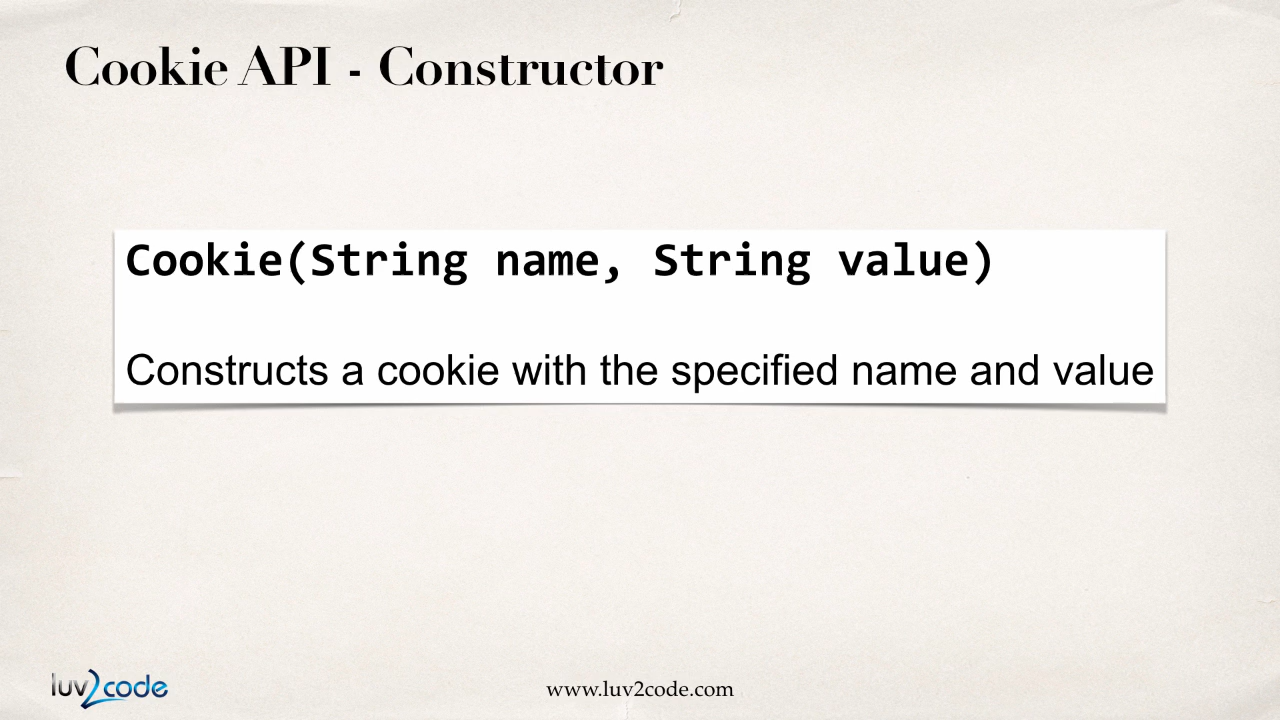 Cookie API - Constructor
Cookie(String name, String value)
Constructs a cookie with the specified name and value
luv2code
www.luv2code.com